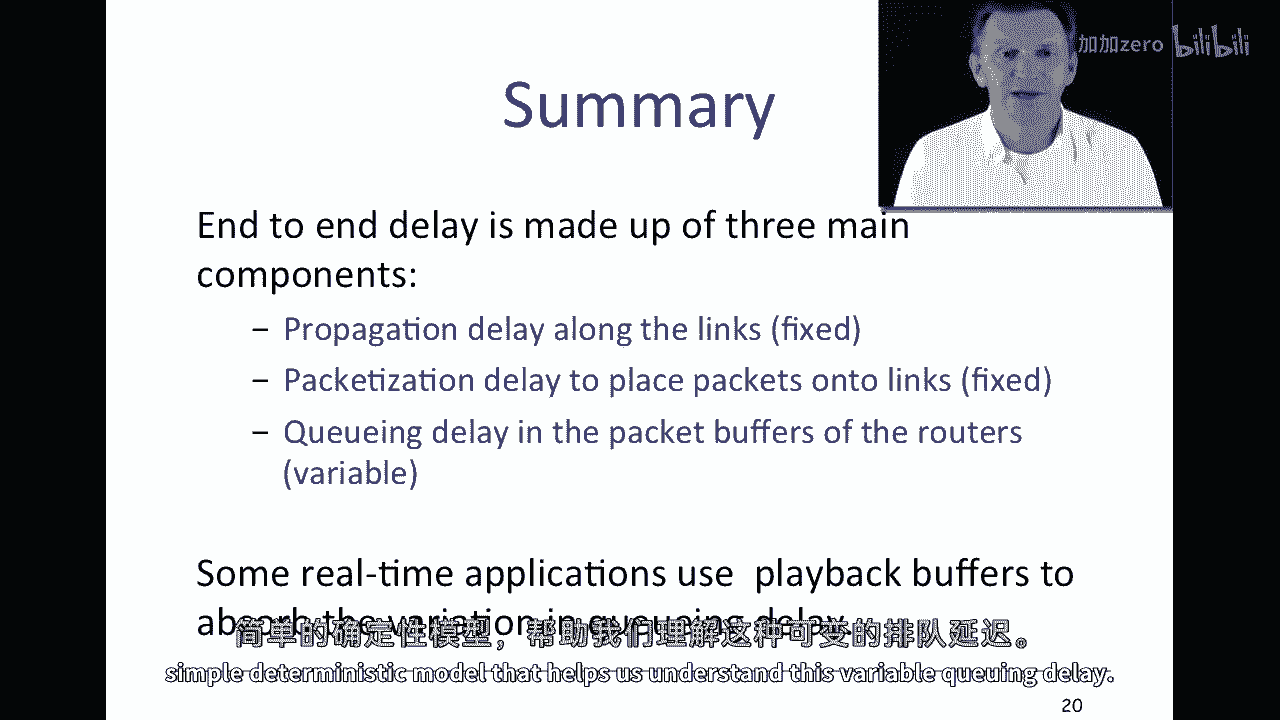 加加zero bilibili
Summary
End to end delay is made up of three main
components:
– Propagation delay along the links (fixed)
– Packetization delay to place packets onto links (fixed)
– Queueing delay in the packet buffers of the routers
(variable)
Some real-time applications use playback buffers to
absorb the variation in queueing delay.
简单的确定性模型，帮助我们理解这种可变的排队延迟。
simple deterministic model that helps us understand this variable queuing delay.
20